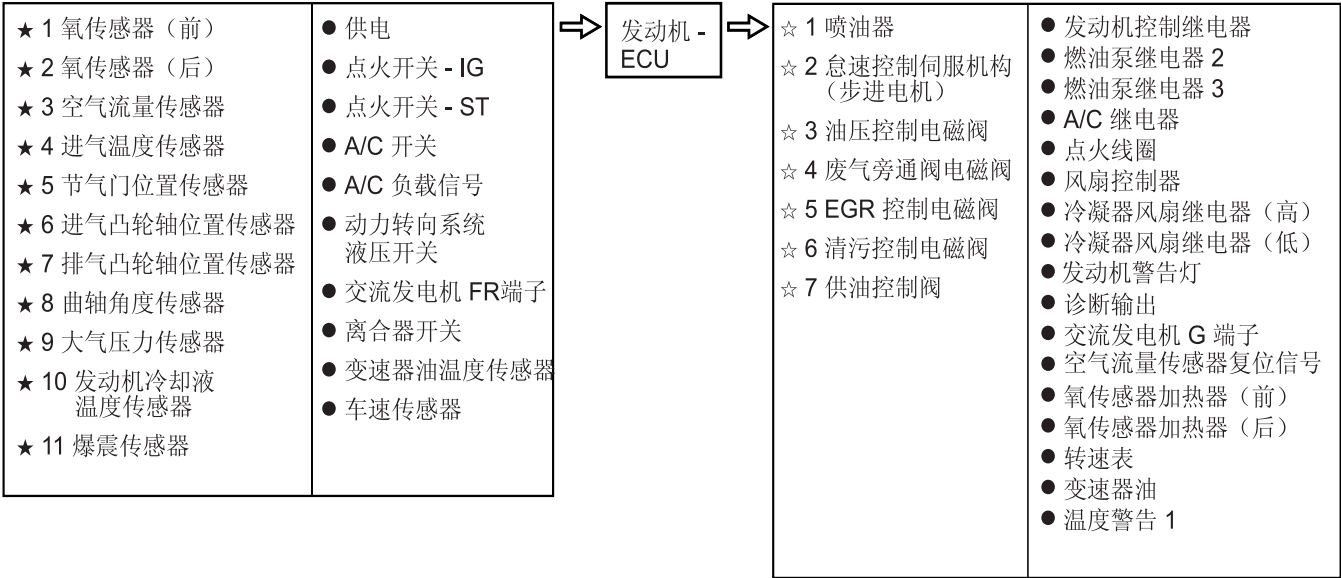 ★ 1 氧传感器（前）
★ 2 氧传感器（后）
★ 3 空气流量传感器
★ 4 进气温度传感器
★ 5 节气门位置传感器
★ 6 进气凸轮轴位置传感器
★ 7 排气凸轮轴位置传感器
★ 8 曲轴角度传感器
★ 9 大气压力传感器
★ 10 发动机冷却液
温度传感器
★ 11 爆震传感器
● 供电
● 点火开关 - IG
● 点火开关 - ST
● A/C 开关
● A/C 负载信号
● 动力转向系统
液压开关
● 交流发电机 FR端子
● 离合器开关
● 变速器油温度传感器
● 车速传感器
发动机 -
ECU
☆ 1 喷油器
☆ 2 怠速控制伺服机构
（步进电机）
☆ 3 油压控制电磁阀
☆ 4 废气旁通阀电磁阀
☆ 5 EGR 控制电磁阀
☆ 6 清污控制电磁阀
☆ 7 供油控制阀
● 发动机控制继电器
● 燃油泵继电器 2
● 燃油泵继电器 3
● A/C 继电器
● 点火线圈
● 风扇控制器
● 冷凝器风扇继电器（高）
● 冷凝器风扇继电器（低）
● 发动机警告灯
● 诊断输出
● 交流发电机 G 端子
● 空气流量传感器复位信号
● 氧传感器加热器（前）
● 氧传感器加热器（后）
● 转速表
● 变速器油
● 温度警告 1